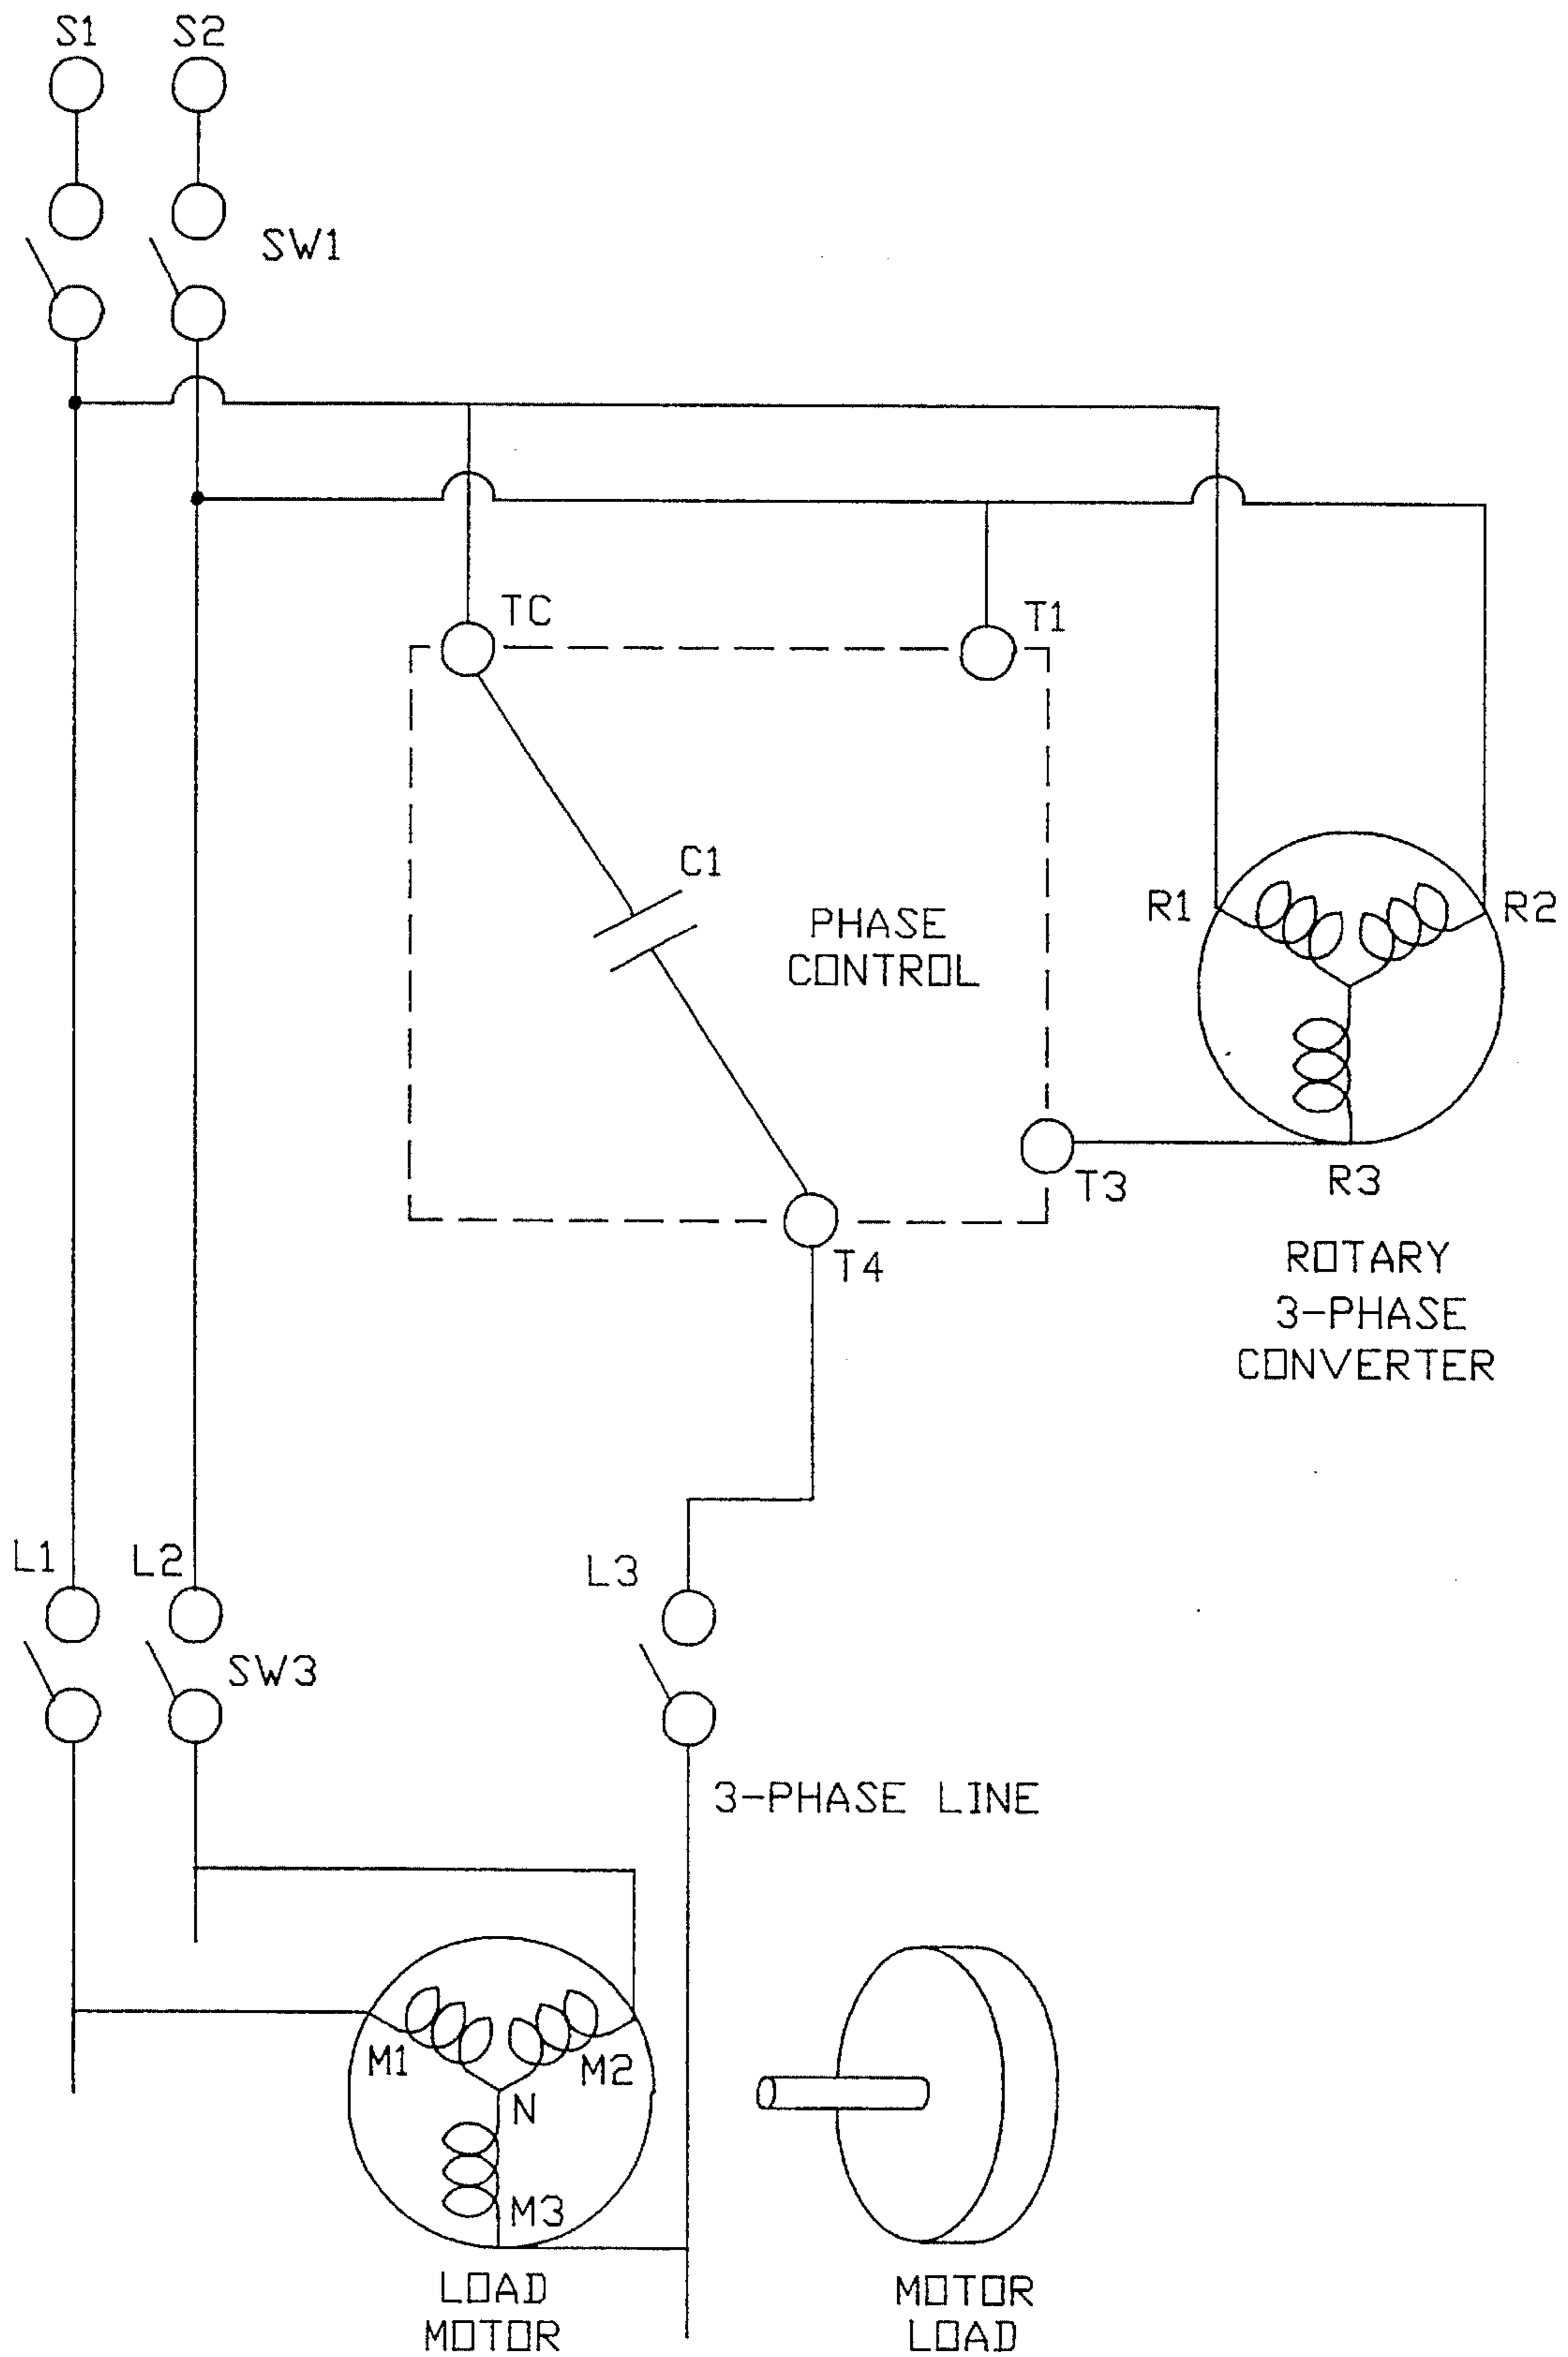 S1
S2
SW1
TC
T1
C1
PHASE
CONTROL
R1
R2
T3
R3
T4
ROTARY
3-PHASE
CONVERTER
L1
L2
L3
SW3
3-PHASE LINE
M1
M2
N
M3
LOAD
MOTOR
MOTOR
LOAD